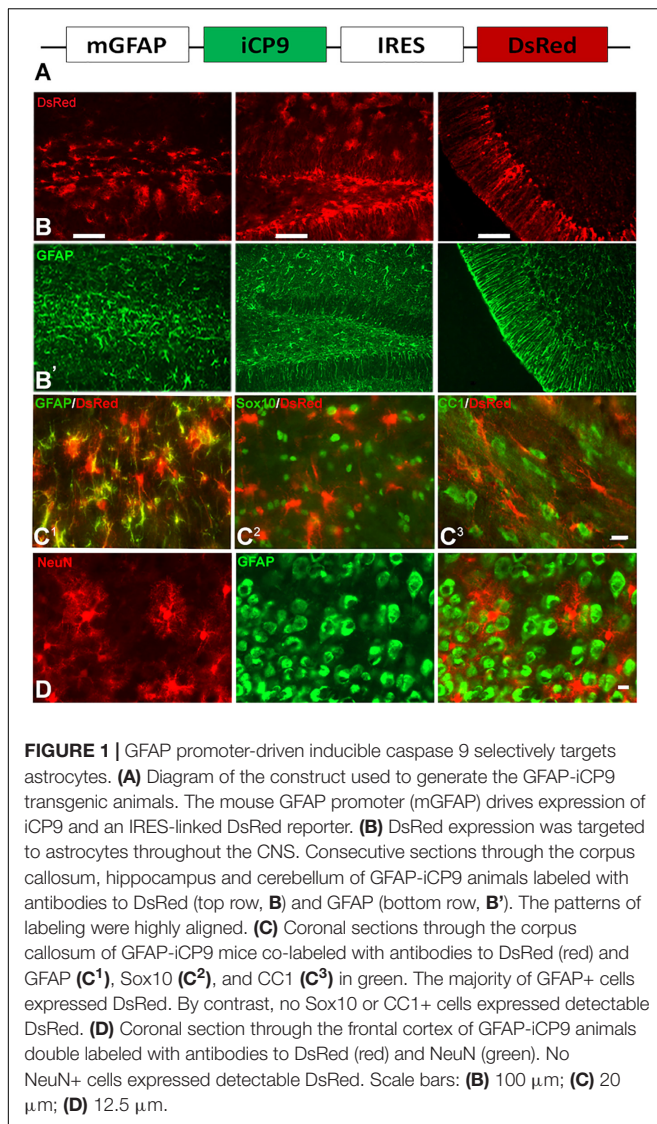 mGFAP iCP9 IRES DsRed
A
DsRed
B
GFAP
B'
GFAP/DsRed Sox10/DsRed CC1/DsRed
C¹ C² C³
NeuN GFAP
D
FIGURE 1 | GFAP promoter-driven inducible caspase 9 selectively targets
astrocytes. (A) Diagram of the construct used to generate the GFAP-iCP9
transgenic animals. The mouse GFAP promoter (mGFAP) drives expression of
iCP9 and an IRES-linked DsRed reporter. (B) DsRed expression was targeted
to astrocytes throughout the CNS. Consecutive sections through the corpus
callosum, hippocampus and cerebellum of GFAP-iCP9 animals labeled with
antibodies to DsRed (top row, B) and GFAP (bottom row, B'). The patterns of
labeling were highly aligned. (C) Coronal sections through the corpus
callosum of GFAP-iCP9 mice co-labeled with antibodies to DsRed (red) and
GFAP (C¹), Sox10 (C²), and CC1 (C³) in green. The majority of GFAP+ cells
expressed DsRed. By contrast, no Sox10 or CC1+ cells expressed detectable
DsRed. (D) Coronal section through the frontal cortex of GFAP-iCP9 animals
double labeled with antibodies to DsRed (red) and NeuN (green). No
NeuN+ cells expressed detectable DsRed. Scale bars: (B) 100 μm; (C) 20
μm; (D) 12.5 μm.